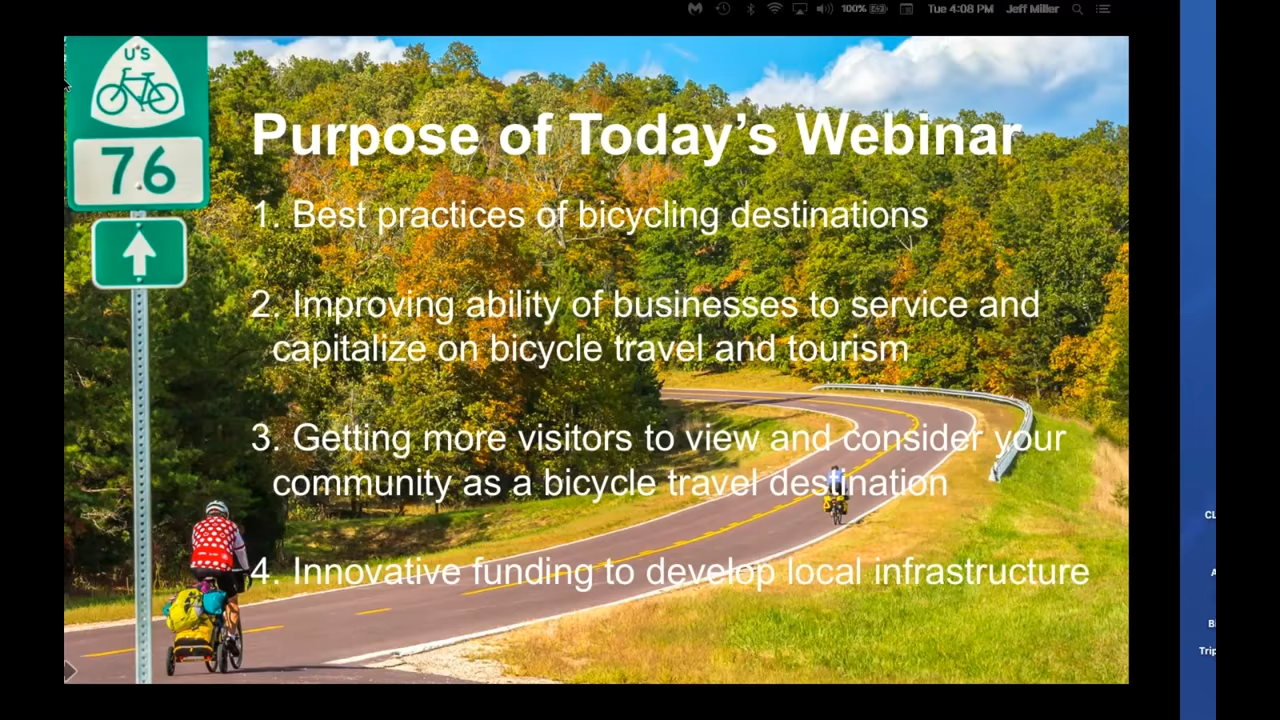 100%
Tue 4:08 PM Jeff Miller
U S
76
Purpose of Today’s Webinar
1. Best practices of bicycling destinations
2. Improving ability of businesses to service and
capitalize on bicycle travel and tourism
3. Getting more visitors to view and consider your
community as a bicycle travel destination
4. Innovative funding to develop local infrastructure
CL
A
Trip